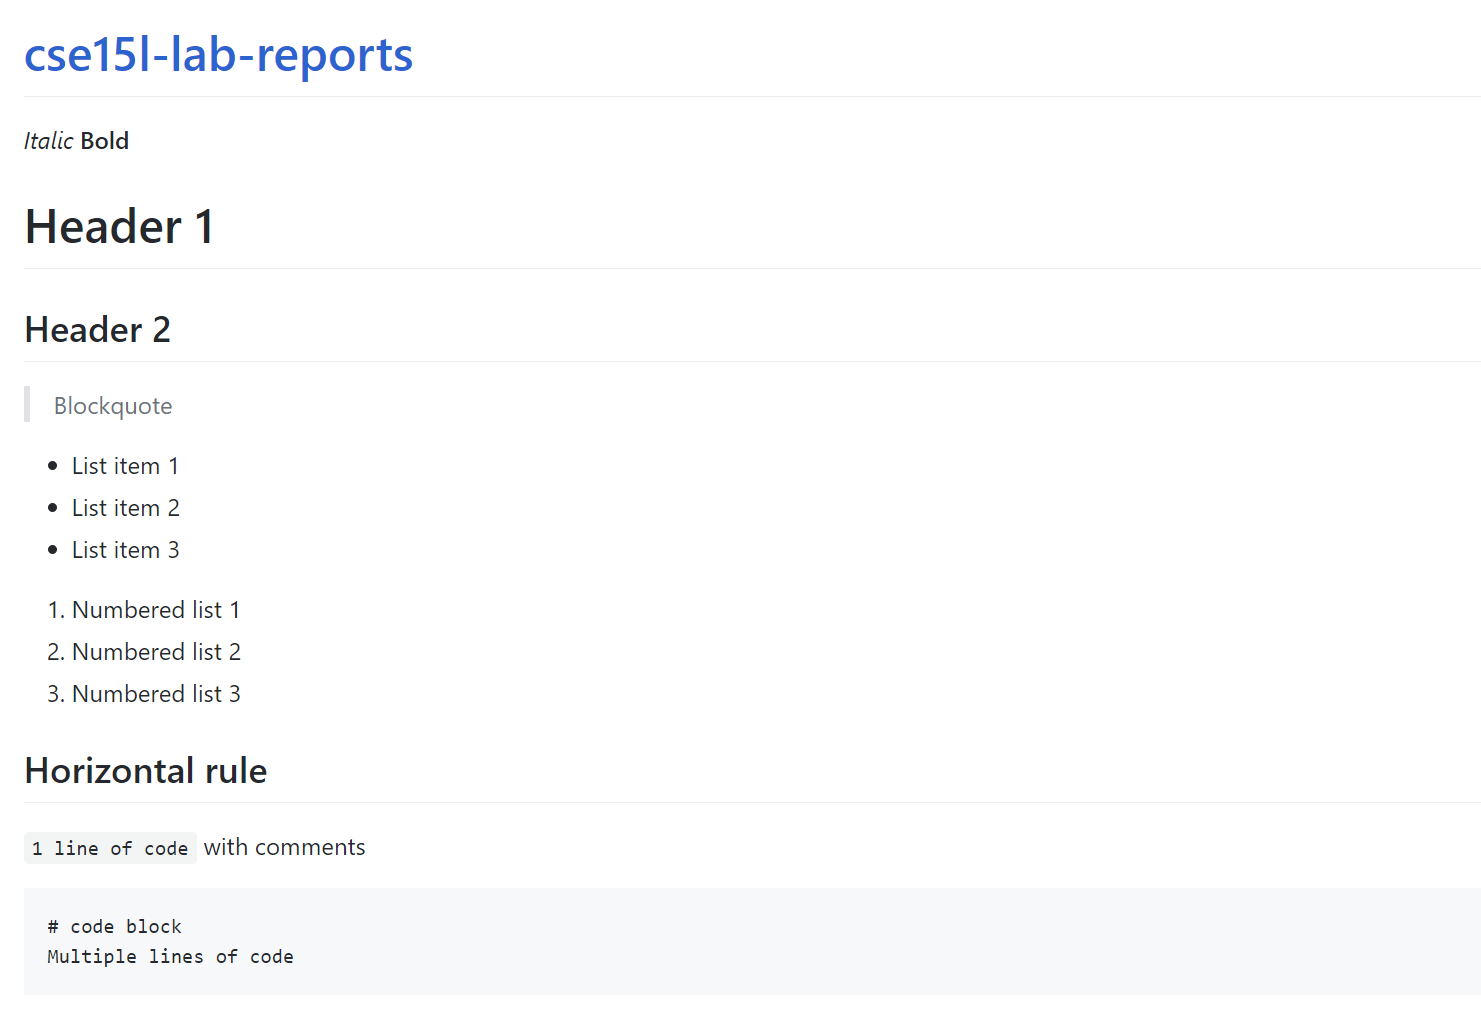 cse15l-lab-reports
Italic Bold
Header 1
Header 2
Blockquote
• List item 1
• List item 2
• List item 3
1. Numbered list 1
2. Numbered list 2
3. Numbered list 3
Horizontal rule
1 line of code with comments
# code block
Multiple lines of code